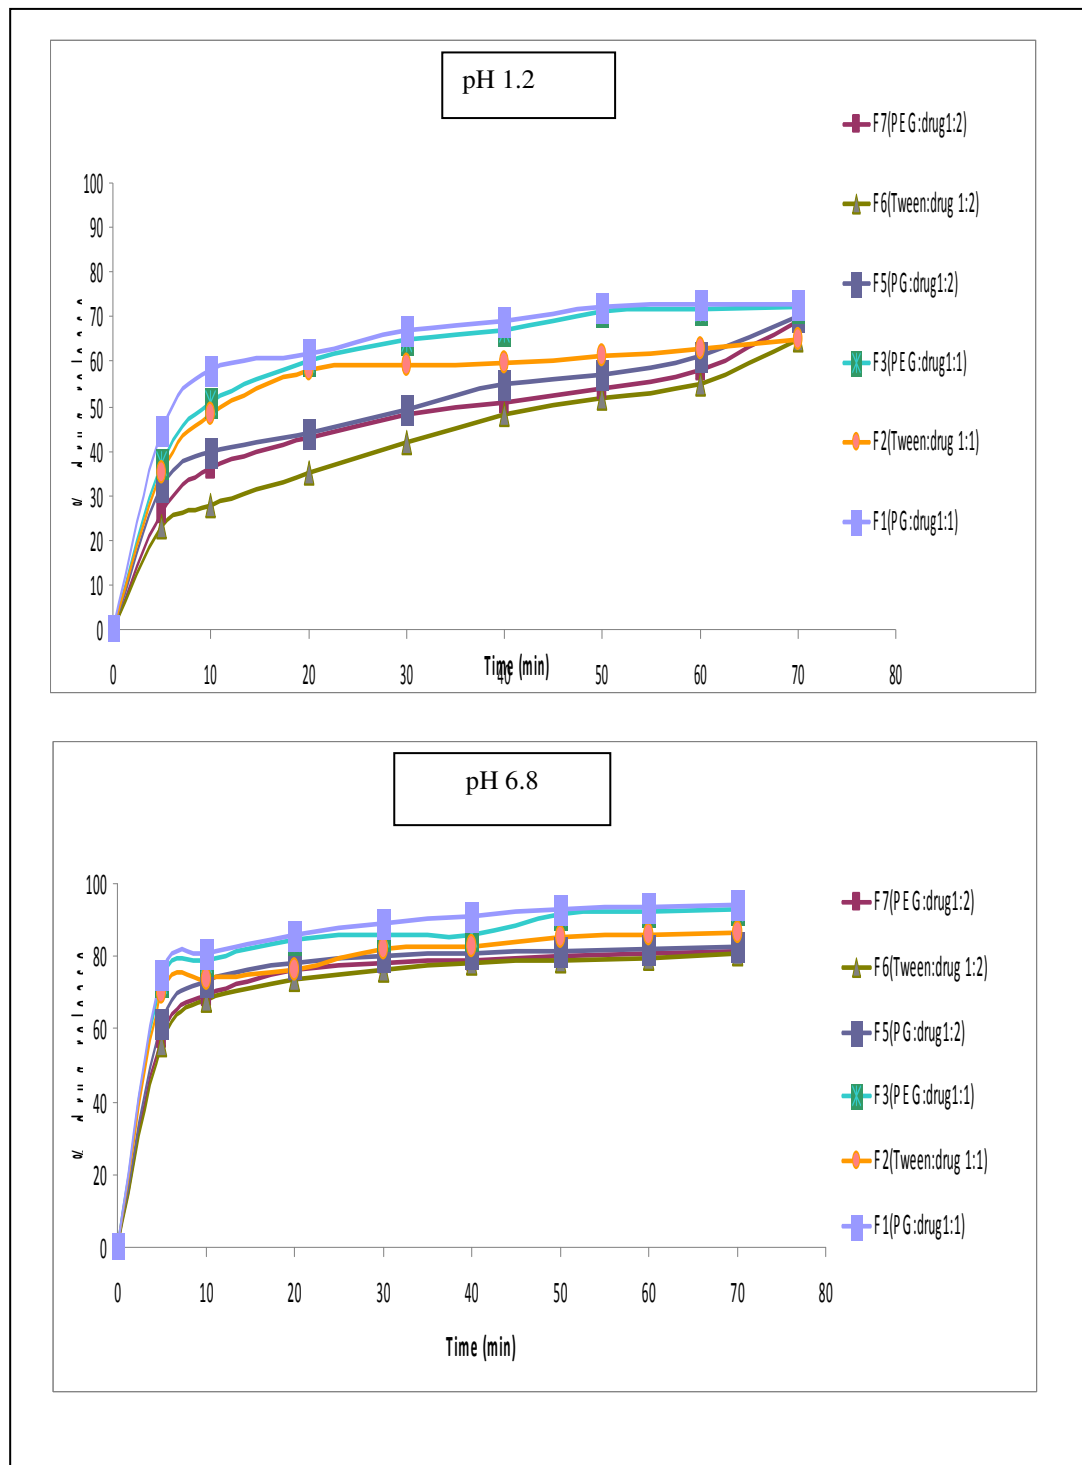 pH 1.2
F7(PEG:drug1:2)
F6(Tween:drug 1:2)
F5(PG:drug1:2)
F3(PEG:drug1:1)
F2(Tween:drug 1:1)
F1(PG:drug1:1)
100
90
80
70
60
50
40
30
20
10
0
%
0 10 20 30 40 50 60 70 80
Time (min)
pH 6.8
F7(PEG:drug1:2)
F6(Tween:drug 1:2)
F5(PG:drug1:2)
F3(PEG:drug1:1)
F2(Tween:drug 1:1)
F1(PG:drug1:1)
100
80
60
40
20
0
%
0 10 20 30 40 50 60 70 80
Time (min)